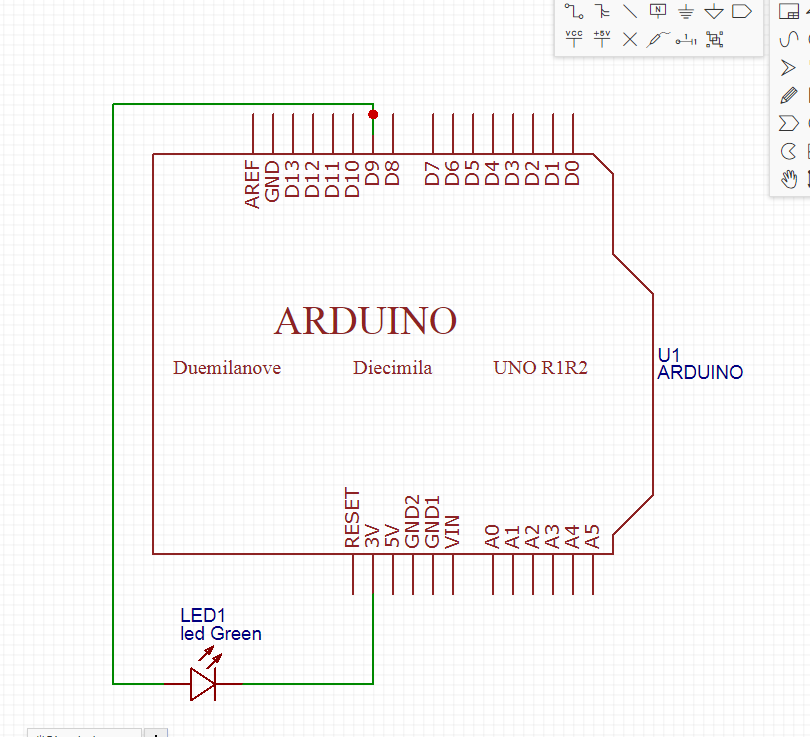 N
VCC
+5V
1
AREF
GND
D13
D12
D11
D10
D9
D8
D7
D6
D5
D4
D3
D2
D1
D0
ARDUINO
Duemilanove
Diecimila
UNO R1R2
U1
ARDUINO
RESET
3V
5V
GND2
GND1
VIN
A0
A1
A2
A3
A4
A5
LED1
led Green